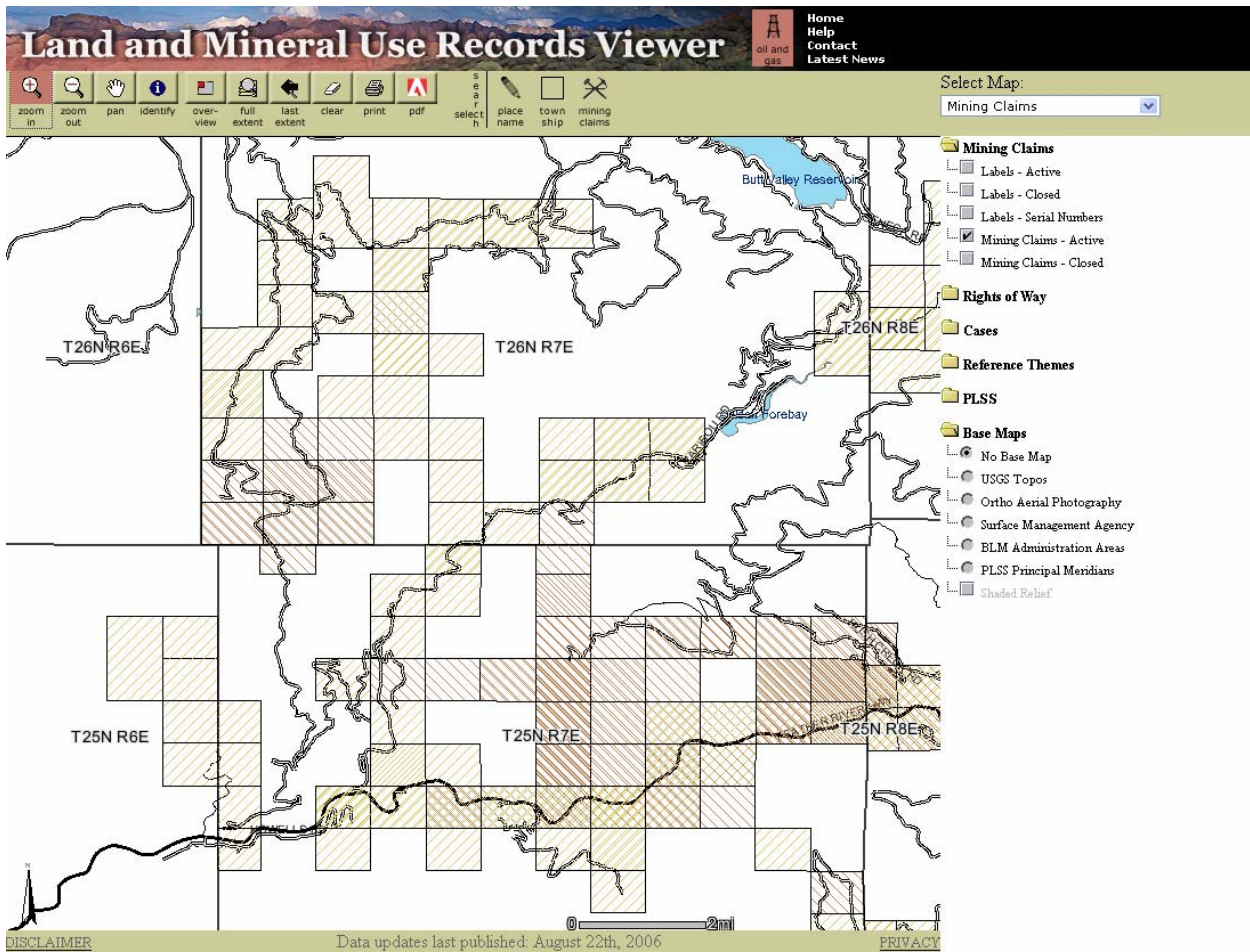 Land and Mineral Use Records Viewer
oil and
gas
Home
Help
Contact
Latest News
zoom
in
zoom
out
pan
identify
over-
view
full
extent
last
extent
clear
print
pdf
select
search
place
name
town
ship
mining
claims
Select Map:
Mining Claims
Mining Claims
Labels - Active
Labels - Closed
Labels - Serial Numbers
Mining Claims - Active
Mining Claims - Closed
Rights of Way
Cases
Reference Themes
PLSS
Base Maps
No Base Map
USGS Topos
Ortho Aerial Photography
Surface Management Agency
BLM Administration Areas
PLSS Principal Meridians
Shaded Relief
Butt Valley Reservoir
T26N R6E
T26N R7E
T26N R8E
Forebay
CARIBOU RD
T25N R6E
T25N R7E
T25N R8E
N
0 2mi
DISCLAIMER
Data updates last published: August 22th, 2006
PRIVACY